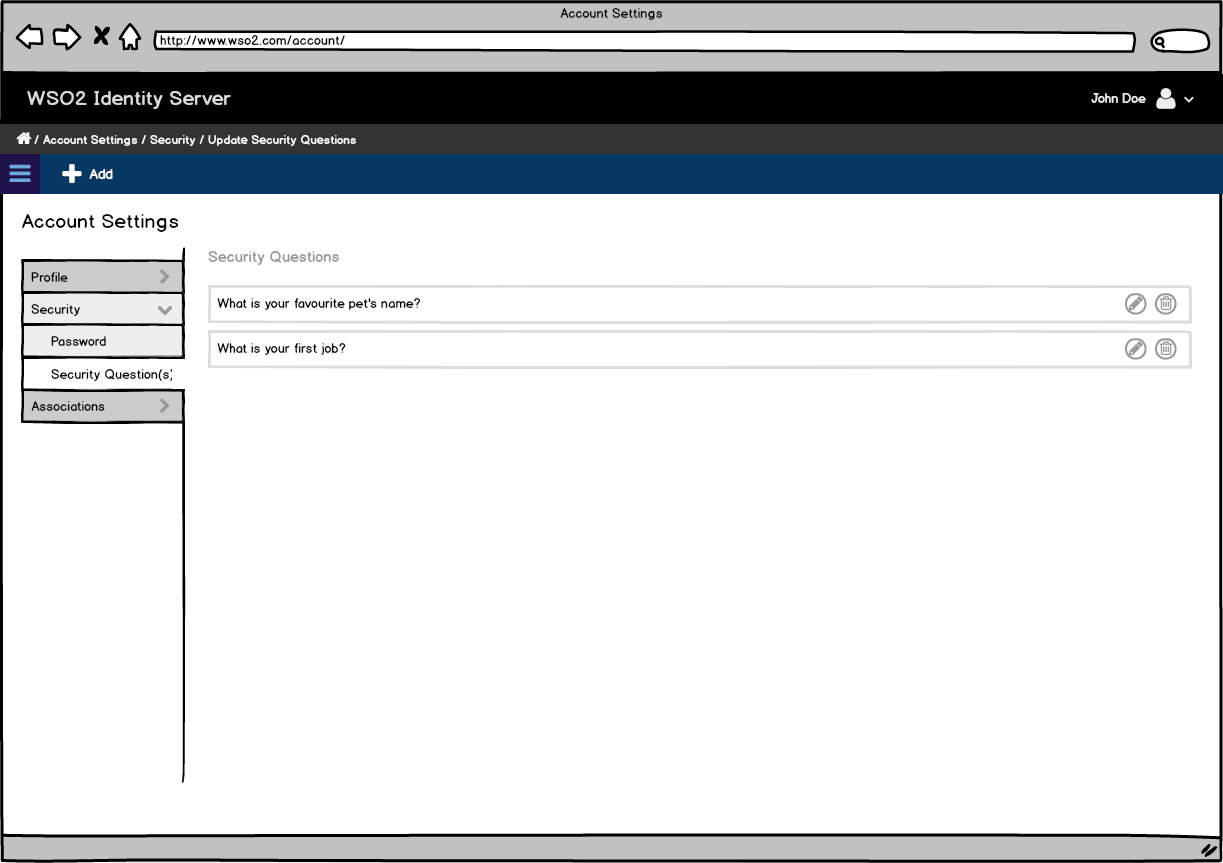 Account Settings
http://www.wso2.com/account/
WSO2 Identity Server
John Doe
/ Account Settings / Security / Update Security Questions
Add
Account Settings
Security Questions
Profile
Security
Password
Security Question(s)
Associations
What is your favourite pet's name?
What is your first job?